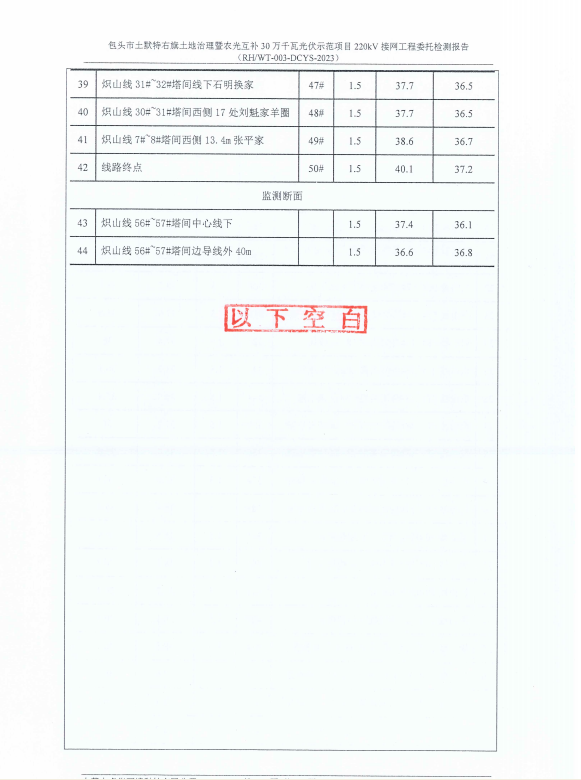 包头市土默特右旗土地治理暨农光互补 30 万千瓦光伏示范项目 220kV 接网工程委托检测报告
（RH/WT-003-DCYS-2023）
39 炽山线 31#~32#塔间线下石明换家 47# 1.5 37.7 36.5
40 炽山线 30#~31#塔间西侧 17 处刘魁家羊圈 48# 1.5 37.7 36.5
41 炽山线 7#~8#塔间西侧 13.4m 张平家 49# 1.5 38.6 36.7
42 线路终点 50# 1.5 40.1 37.2
监测断面
43 炽山线 56#~57#塔间中心线下 1.5 37.4 36.1
44 炽山线 56#~57#塔间边导线外 40m 1.5 36.6 36.8
以下空白